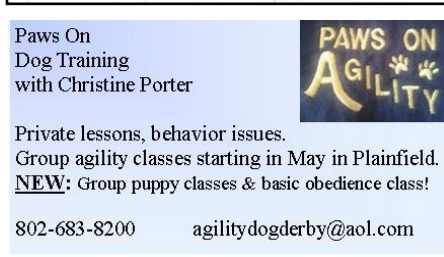 Paws On
Dog Training
with Christine Porter
PAWS ON
AGILITY
Private lessons, behavior issues.
Group agility classes starting in May in Plainfield.
NEW: Group puppy classes & basic obedience class!
802-683-8200 agilitydogderby@aol.com